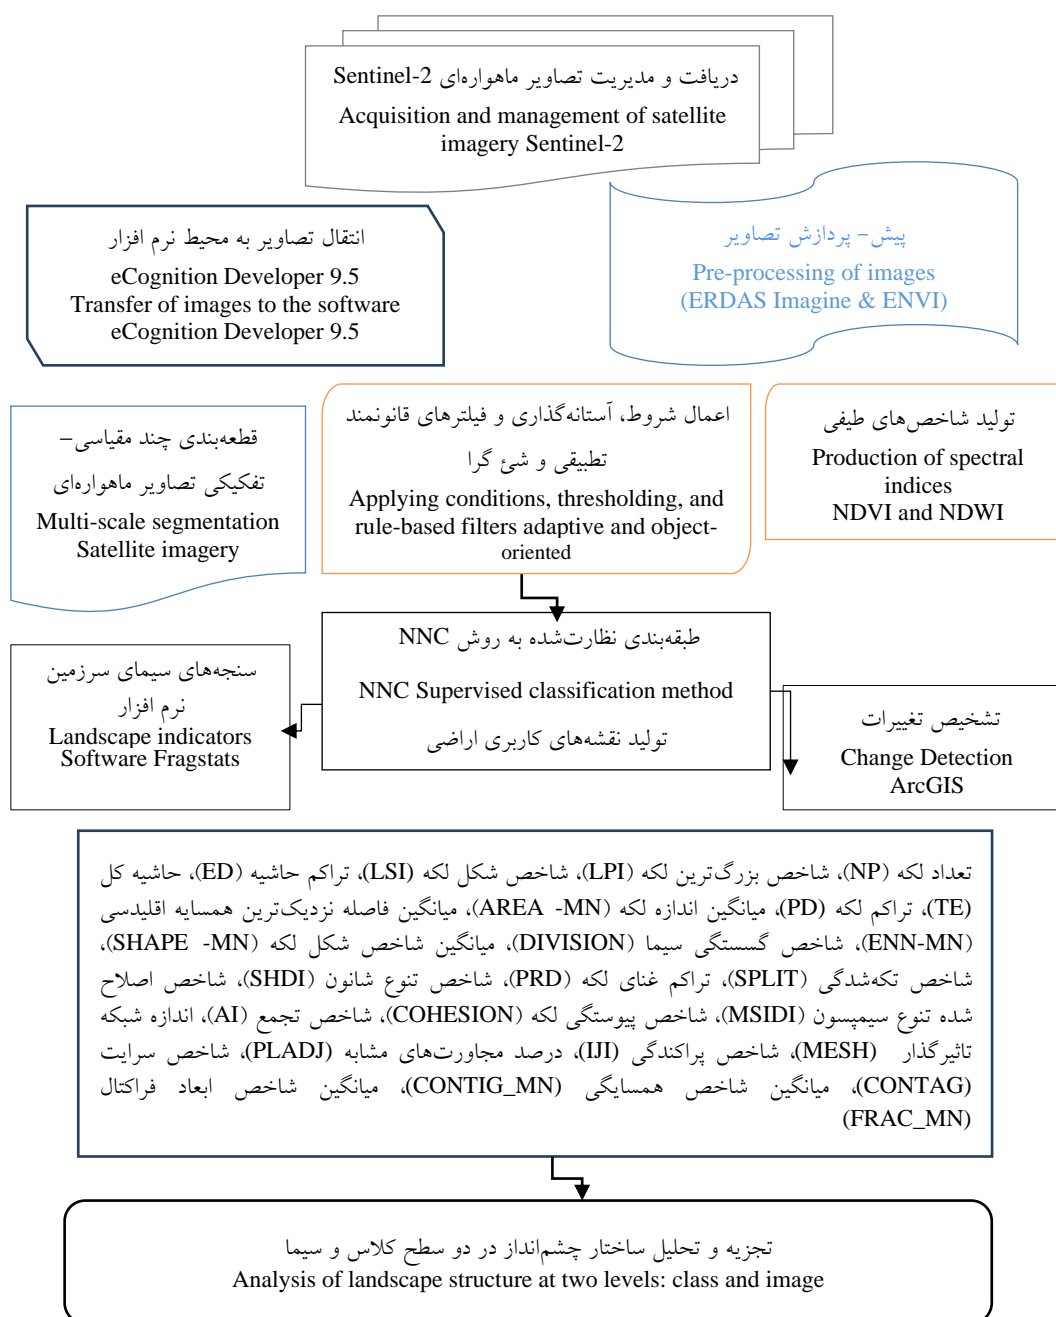 دریافت و مدیریت تصاویر ماهواره‌ای Sentinel-2
Acquisition and management of satellite
imagery Sentinel-2
پیش- پردازش تصاویر
Pre-processing of images
(ERDAS Imagine & ENVI)
انتقال تصاویر به محیط نرم افزار
eCognition Developer 9.5
Transfer of images to the software
eCognition Developer 9.5
تولید شاخص‌های طیفی
Production of spectral
indices
NDVI and NDWI
اعمال شروط، آستانه‌گذاری و فیلترهای قانونمند
تطبیقی و شئ گرا
Applying conditions, thresholding, and
rule-based filters adaptive and object-
oriented
قطعه‌بندی چند مقیاسی-
تفکیکی تصاویر ماهواره‌ای
Multi-scale segmentation
Satellite imagery
طبقه‌بندی نظارت‌شده به روش NNC
NNC Supervised classification method
تولید نقشه‌های کاربری اراضی
تشخیص تغییرات
Change Detection
ArcGIS
سنجه‌های سیمای سرزمین
نرم افزار
Landscape indicators
Software Fragstats
تعداد لکه (NP)، شاخص بزرگ‌ترین لکه (LPI)، شاخص شکل لکه (LSI)، تراکم حاشیه (ED)، حاشیه کل
(TE)، تراکم لکه (PD)، میانگین اندازه لکه (AREA -MN)، میانگین فاصله نزدیک‌ترین همسایه اقلیدسی
(ENN-MN)، شاخص گسستگی سیما (DIVISION)، میانگین شاخص شکل لکه (SHAPE -MN)،
شاخص تکه‌شدگی (SPLIT)، تراکم غنای لکه (PRD)، شاخص تنوع شانون (SHDI)، شاخص اصلاح
شده تنوع سیمپسون (MSIDI)، شاخص پیوستگی لکه (COHESION)، شاخص تجمع (AI)، اندازه شبکه
تاثیرگذار (MESH)، شاخص پراکندگی (IJI)، درصد مجاورت‌های مشابه (PLADJ)، شاخص سرایت
(CONTAG)، میانگین شاخص همسایگی (CONTIG_MN)، میانگین شاخص ابعاد فراکتال
(FRAC_MN)
تجزیه و تحلیل ساختار چشم‌انداز در دو سطح کلاس و سیما
Analysis of landscape structure at two levels: class and image